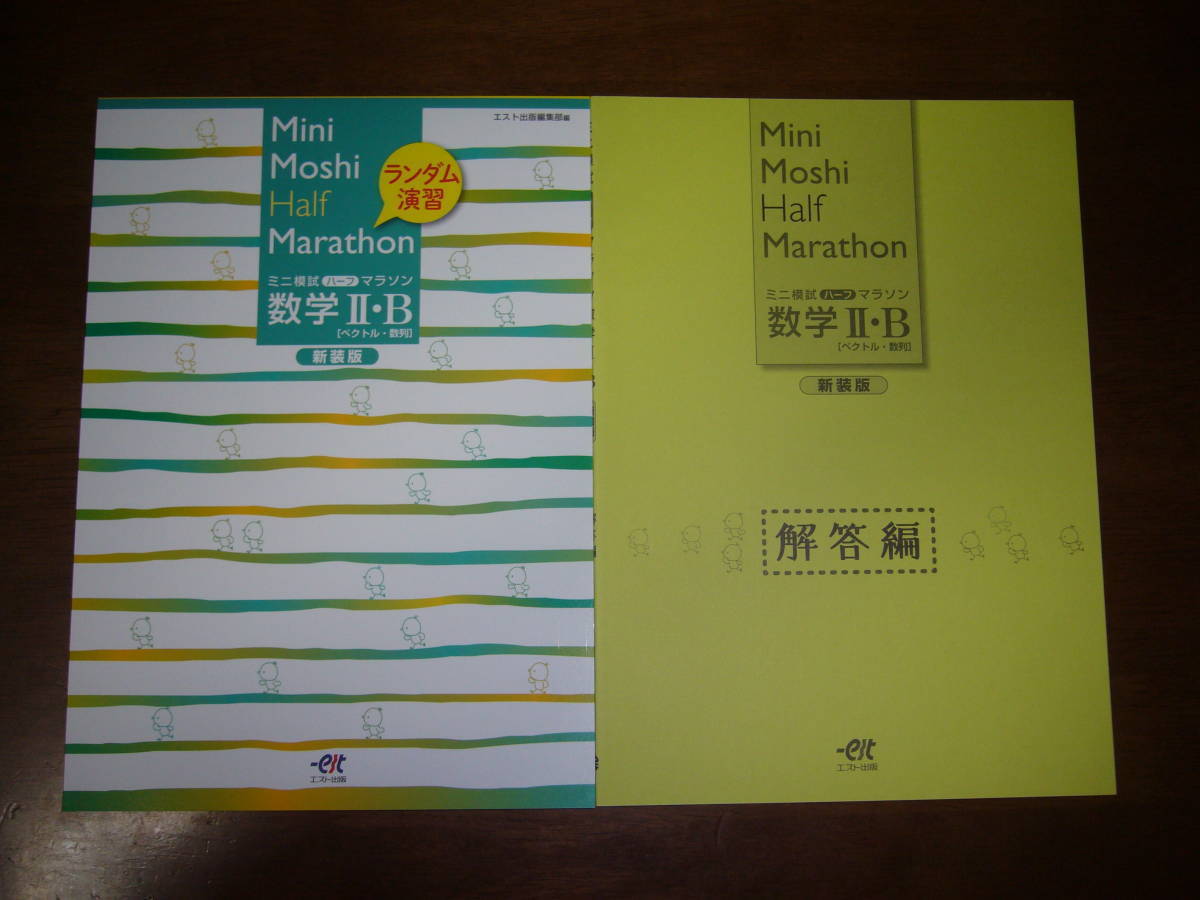 エスト出版編集部編
Mini
Moshi
Half
Marathon
ランダム
演習
ミニ模試 ハーフ マラソン
数学 II・B
[ベクトル・数列]
新装版
-est
エスト出版
Mini
Moshi
Half
Marathon
ミニ模試 ハーフ マラソン
数学 II・B
[ベクトル・数列]
新装版
解答編
-est
エスト出版